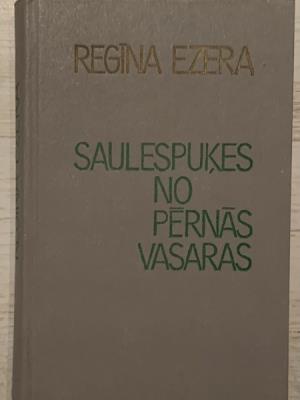 REGĪNA EZERA
SAULESPUĶES
NO
PĒRNĀS
VASARAS